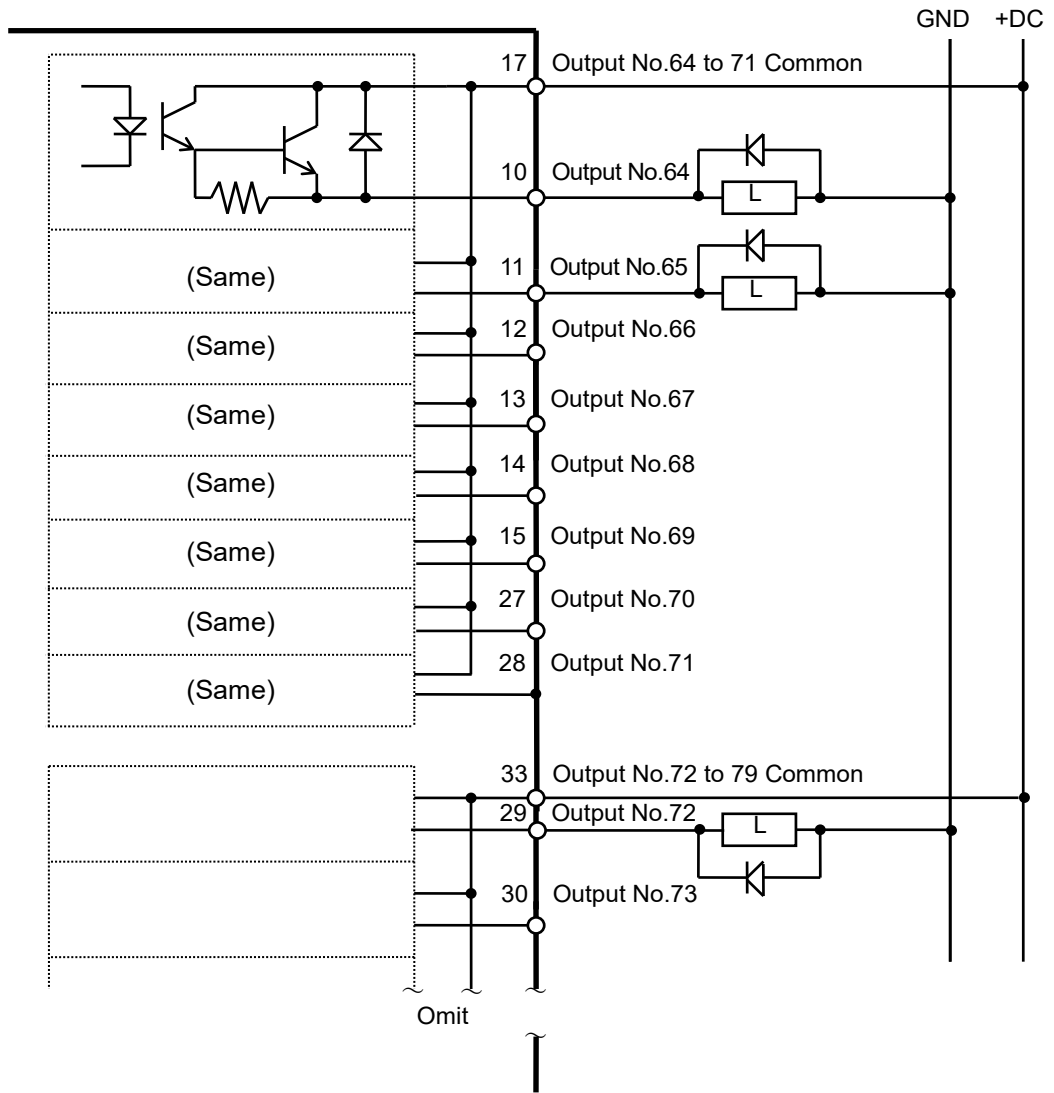 GND +DC
17 Output No.64 to 71 Common
10 Output No.64
L
(Same)
11 Output No.65
L
(Same)
12 Output No.66
(Same)
13 Output No.67
(Same)
14 Output No.68
(Same)
15 Output No.69
(Same)
27 Output No.70
(Same)
28 Output No.71
33 Output No.72 to 79 Common
29 Output No.72
L
30 Output No.73
Omit